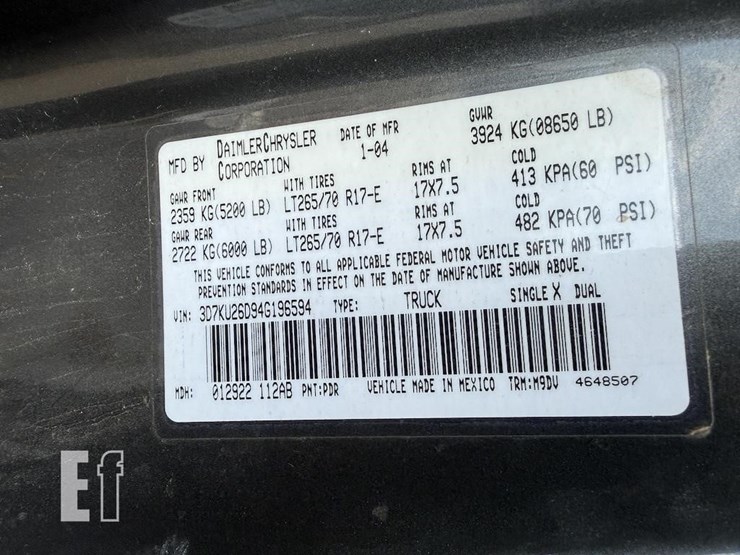 MFD BY DAIMLERCHRYSLER CORPORATION DATE OF MFR 1-04 GVWR 3924 KG(08650 LB)
GAWR FRONT WITH TIRES RIMS AT COLD
2359 KG(5200 LB) LT265/70 R17-E 17X7.5 413 KPA(60 PSI)
GAWR REAR WITH TIRES RIMS AT COLD
2722 KG(6000 LB) LT265/70 R17-E 17X7.5 482 KPA(70 PSI)
THIS VEHICLE CONFORMS TO ALL APPLICABLE FEDERAL MOTOR VEHICLE SAFETY AND THEFT
PREVENTION STANDARDS IN EFFECT ON THE DATE OF MANUFACTURE SHOWN ABOVE.
VIN: 3D7KU26D94G196594 TYPE: TRUCK SINGLE X DUAL
MDH: 012922 112AB PNT:PDR VEHICLE MADE IN MEXICO TRM:M9DV 4648507
Ef